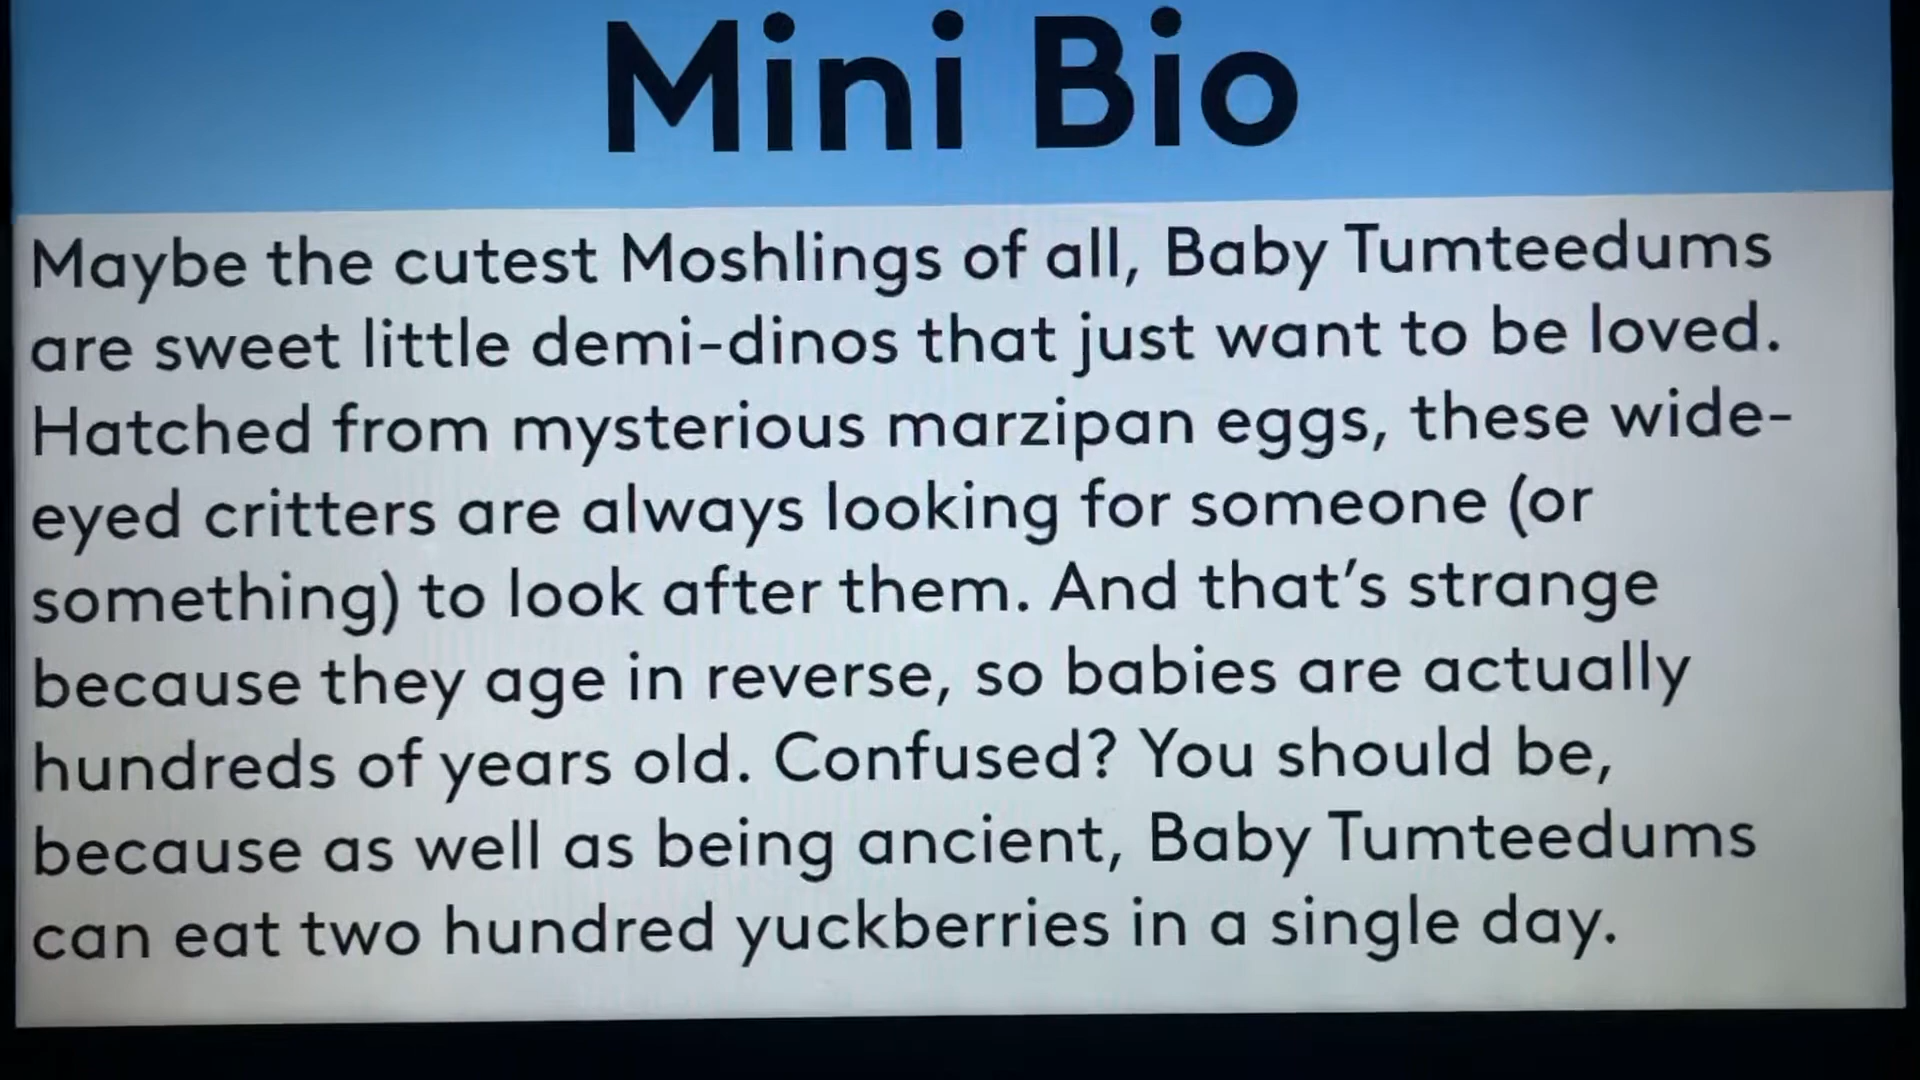 Mini Bio
Maybe the cutest Moshlings of all, Baby Tumteedums
are sweet little demi-dinos that just want to be loved.
Hatched from mysterious marzipan eggs, these wide-
eyed critters are always looking for someone (or
something) to look after them. And that's strange
because they age in reverse, so babies are actually
hundreds of years old. Confused? You should be,
because as well as being ancient, Baby Tumteedums
can eat two hundred yuckberries in a single day.